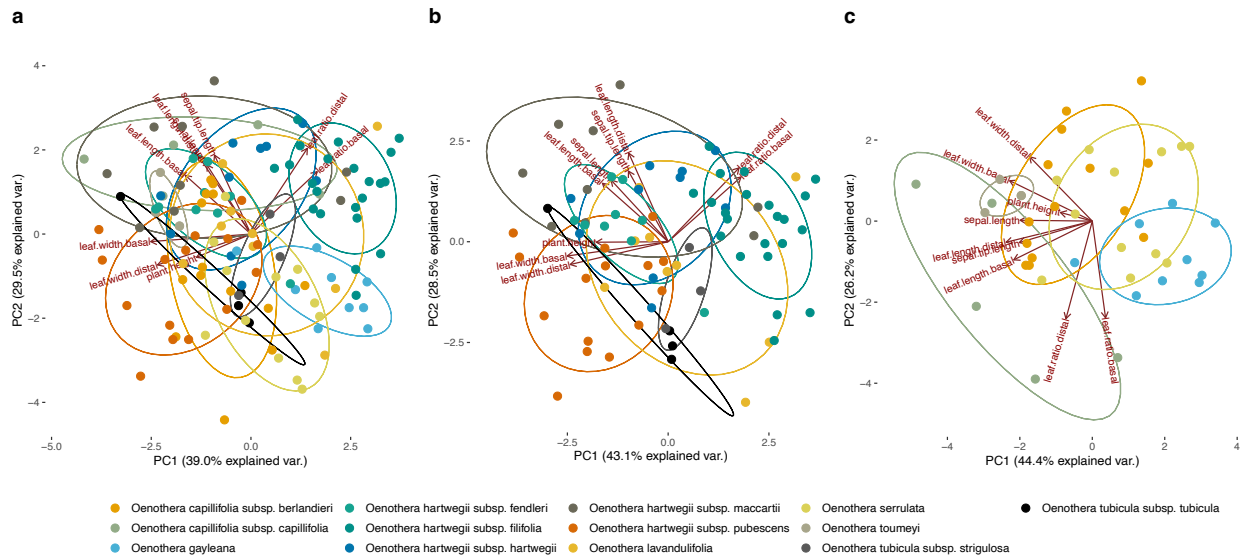 a
b
c
4
2
0
-2
-4
PC2 (29.5% explained var.)
sepal.tip.length
leaf.length.basal
leaf.ratio.distal
leaf.ratio.basal
leaf.width.basal
leaf.width.distal
plant.height
-5.0
-2.5
0.0
2.5
PC1 (39.0% explained var.)
2.5
0.0
-2.5
PC2 (28.5% explained var.)
leaf.length.distal
sepal.tip.length
sepal.length
leaf.length.basal
leaf.ratio.distal
leaf.ratio.basal
plant.height
leaf.width.basal
leaf.width.distal
-2.5
0.0
2.5
PC1 (43.1% explained var.)
2
0
-2
-4
PC2 (26.2% explained var.)
leaf.width.distal
leaf.width.basal
plant.height
sepal.length
leaf.length.distal
sepal.tip.length
leaf.length.basal
leaf.ratio.distal
leaf.ratio.basal
-4
0
2
4
PC1 (44.4% explained var.)
Oenothera capillifolia subsp. berlandieri
Oenothera hartwegii subsp. fendleri
Oenothera hartwegii subsp. maccartii
Oenothera serrulata
Oenothera tubicula subsp. tubicula
Oenothera capillifolia subsp. capillifolia
Oenothera hartwegii subsp. filifolia
Oenothera hartwegii subsp. pubescens
Oenothera toumeyi
Oenothera gayleana
Oenothera hartwegii subsp. hartwegii
Oenothera lavandulifolia
Oenothera tubicula subsp. strigulosa